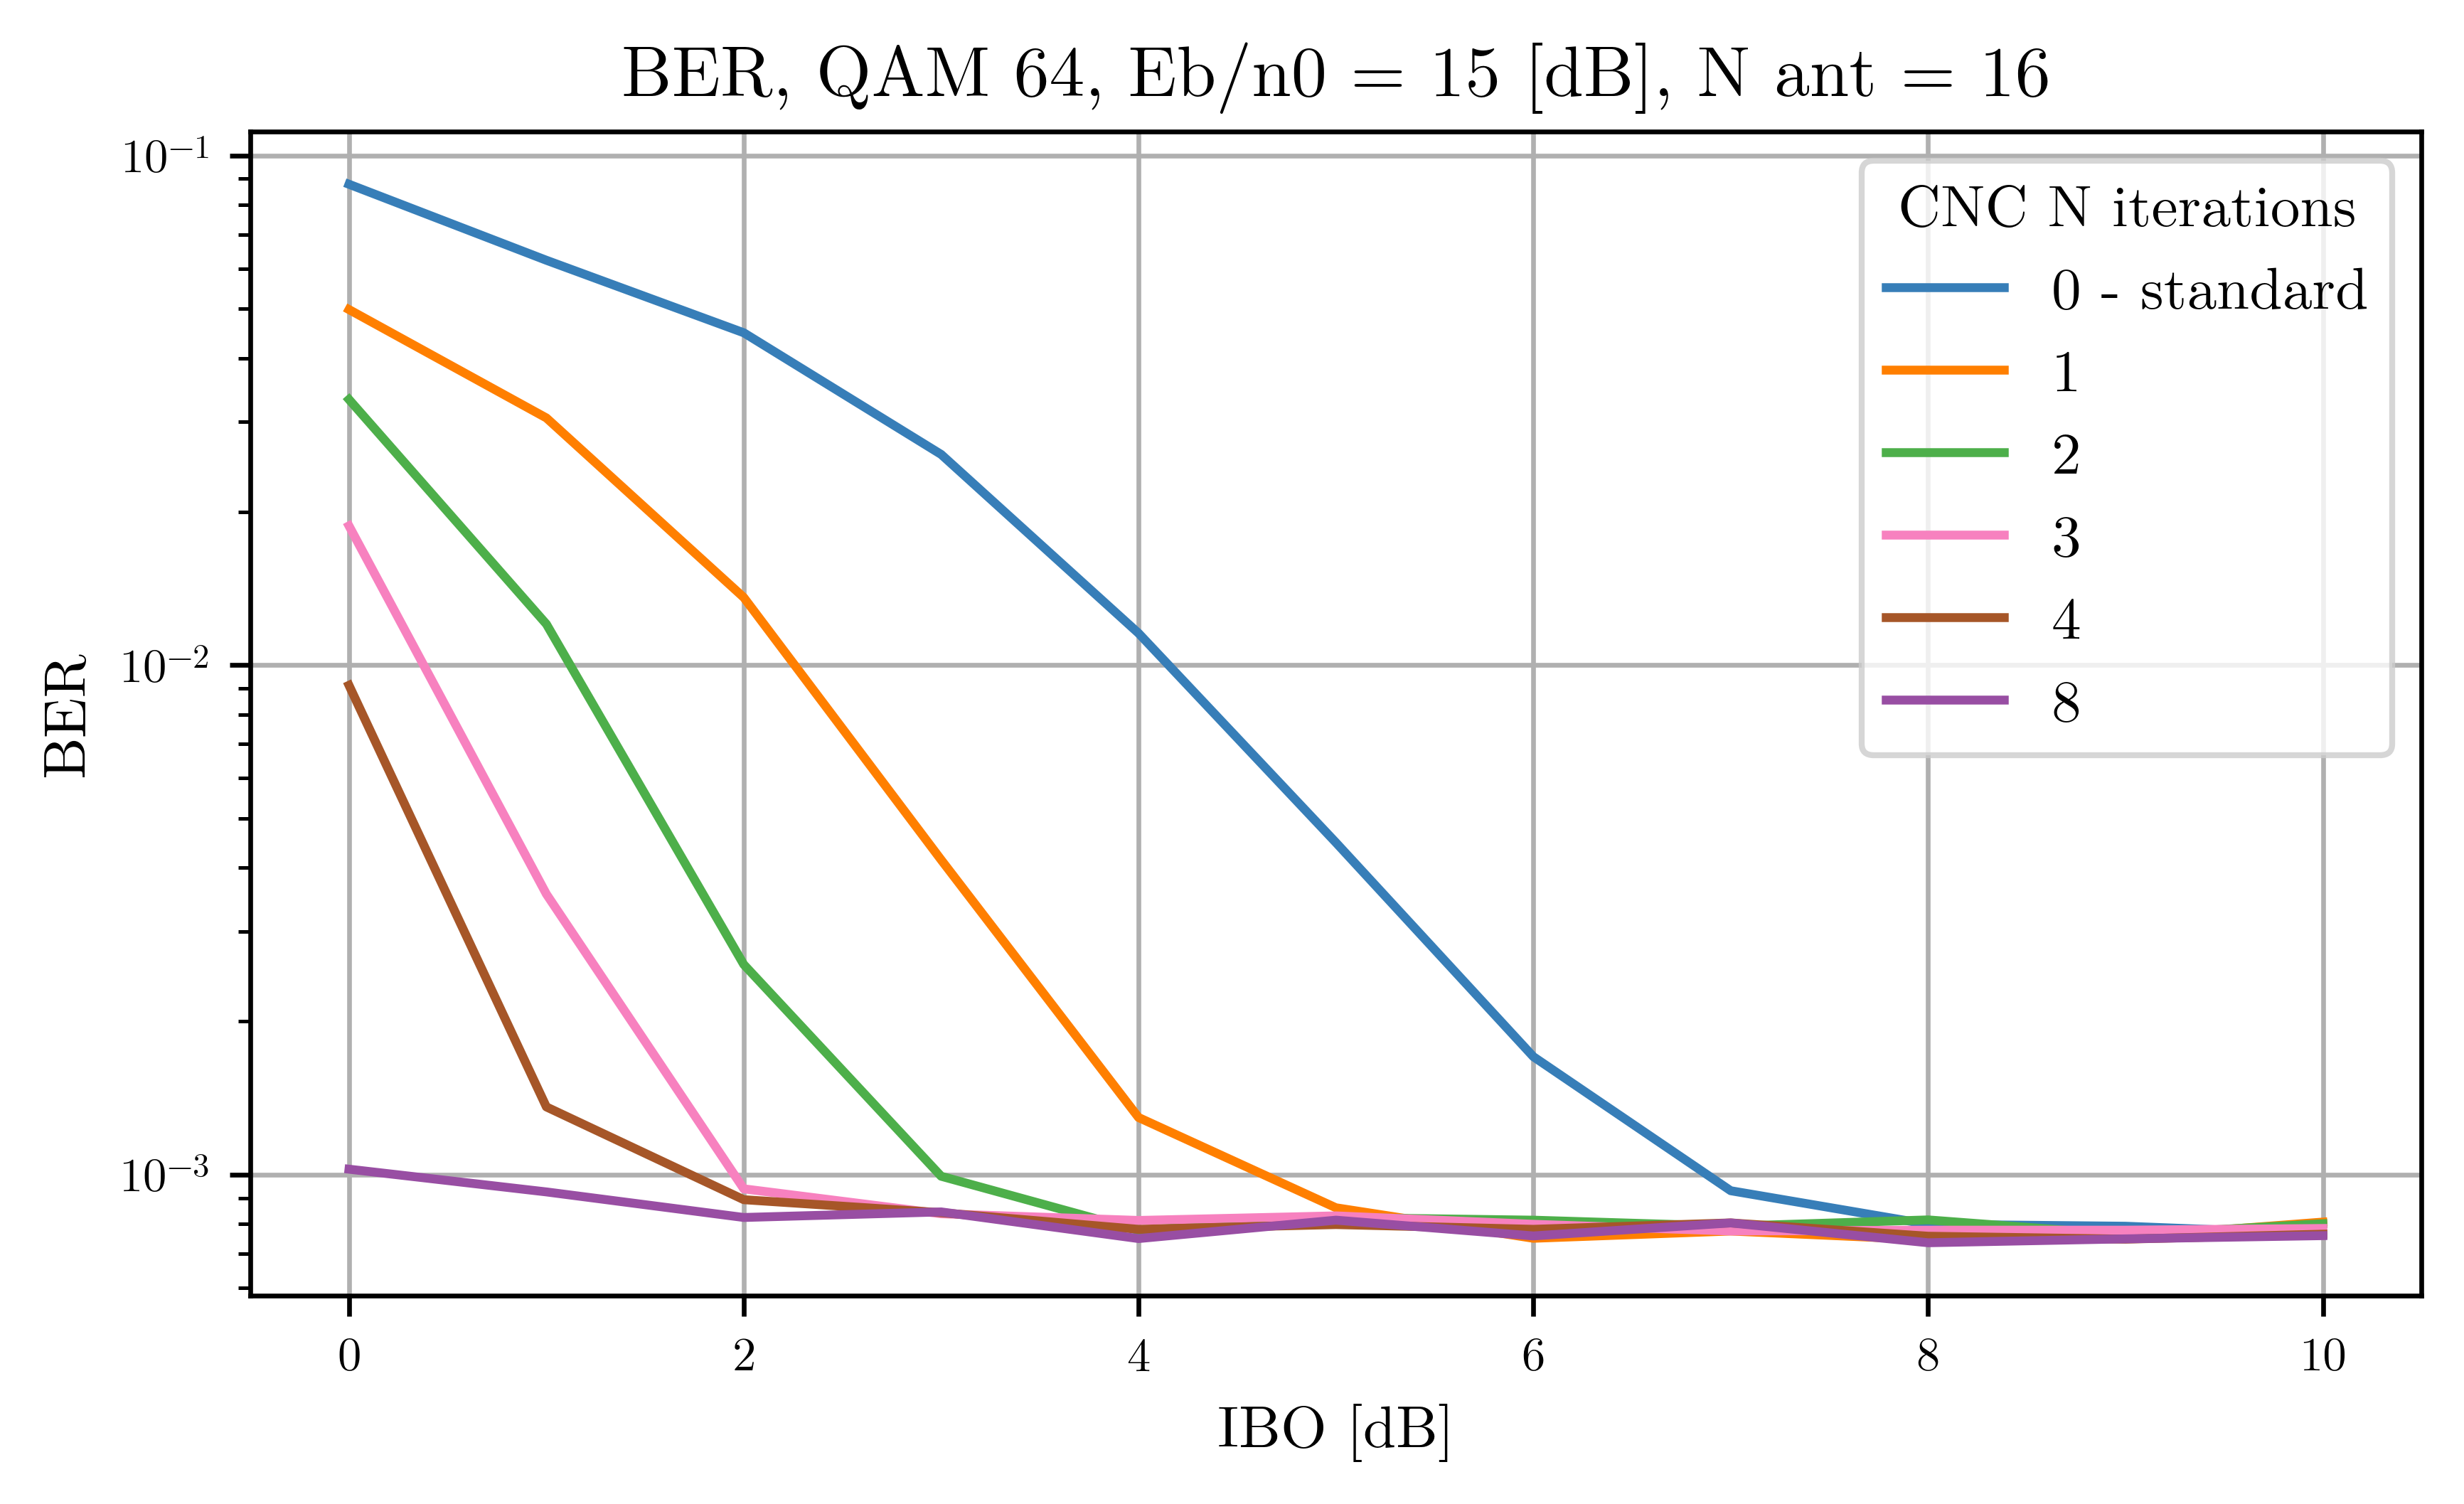 BER, QAM 64, Eb/n0 = 15 [dB], N ant = 16
10⁻¹
10⁻²
10⁻³
BER
CNC N iterations
0 - standard
1
2
3
4
8
0 2 4 6 8 10
IBO [dB]